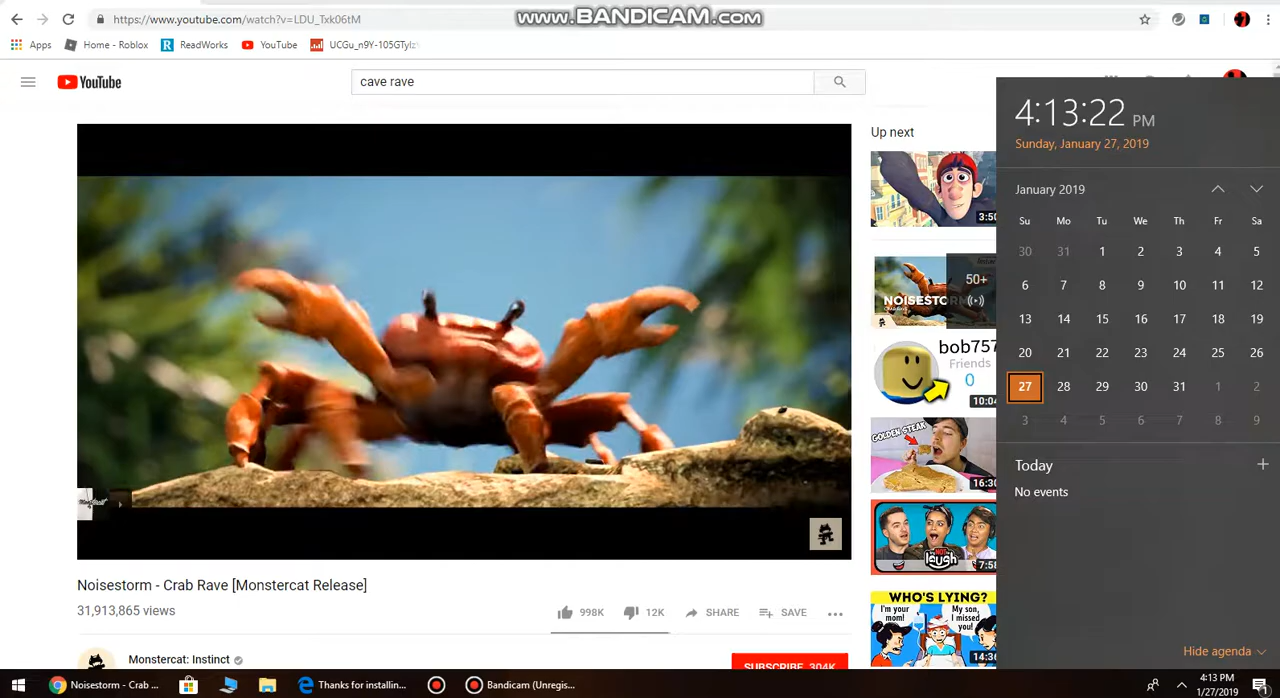 https://www.youtube.com/watch?v=LDU_Txk06tM
www.BANDICAM.com
Apps
Home - Roblox
ReadWorks
YouTube
UCGu_n9Y-105GTylz
YouTube
cave rave
Up next
3:50
NOISESTORM
50+
bob757
Friends
0
10:04
GOLDEN STEAK
16:30
NOT
laugh
7:58
WHO'S LYING?
I'm your mom!
My son, I missed you!
14:36
Noisestorm - Crab Rave [Monstercat Release]
31,913,865 views
998K
12K
SHARE
SAVE
Monstercat: Instinct
SUBSCRIBE 304K
4:13:22 PM
Sunday, January 27, 2019
January 2019
Su Mo Tu We Th Fr Sa
30 31 1 2 3 4 5
6 7 8 9 10 11 12
13 14 15 16 17 18 19
20 21 22 23 24 25 26
27 28 29 30 31 1 2
3 4 5 6 7 8 9
Today
No events
Hide agenda
Noisestorm - Crab ...
Thanks for installin...
Bandicam (Unregis...
4:13 PM
1/27/2019